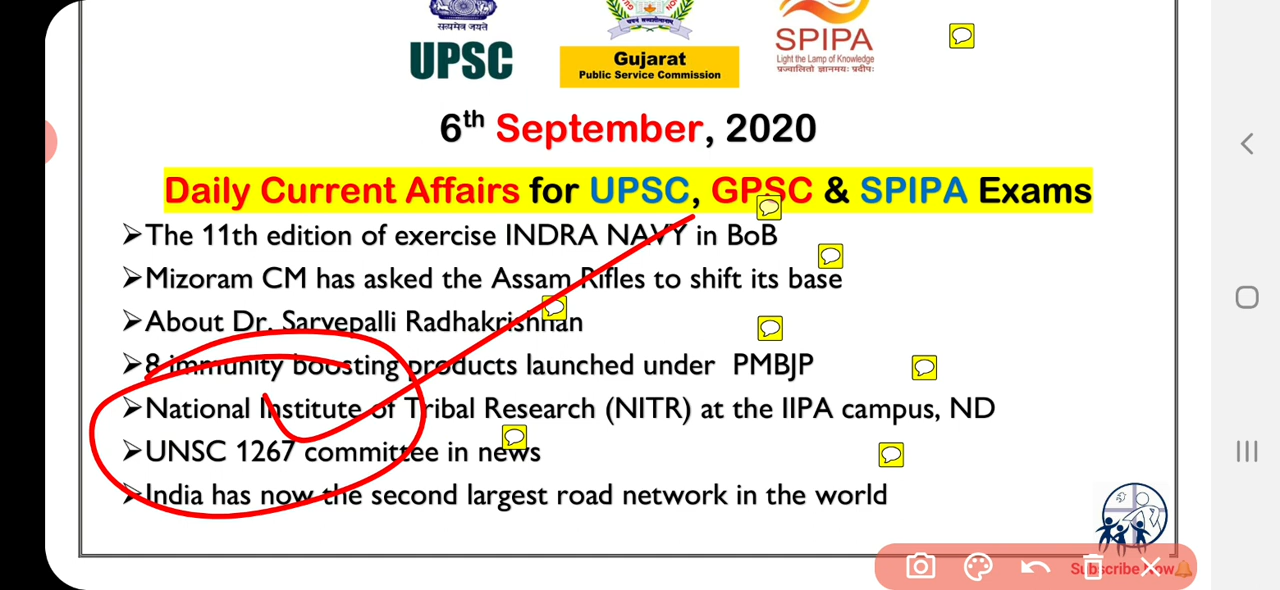 सत्यमेव जयते
UPSC
Gujarat
Public Service Commission
SPIPA
Light the Lamp of Knowledge
प्रज्वालितो ज्ञानमयः प्रदीपः
6th September, 2020
Daily Current Affairs for UPSC, GPSC & SPIPA Exams
➢The 11th edition of exercise INDRA NAVY in BoB
➢Mizoram CM has asked the Assam Rifles to shift its base
➢About Dr. Sarvepalli Radhakrishnan
➢8 immunity boosting products launched under PMBJP
➢National Institute of Tribal Research (NITR) at the IIPA campus, ND
➢UNSC 1267 committee in news
➢India has now the second largest road network in the world
Subscribe Now